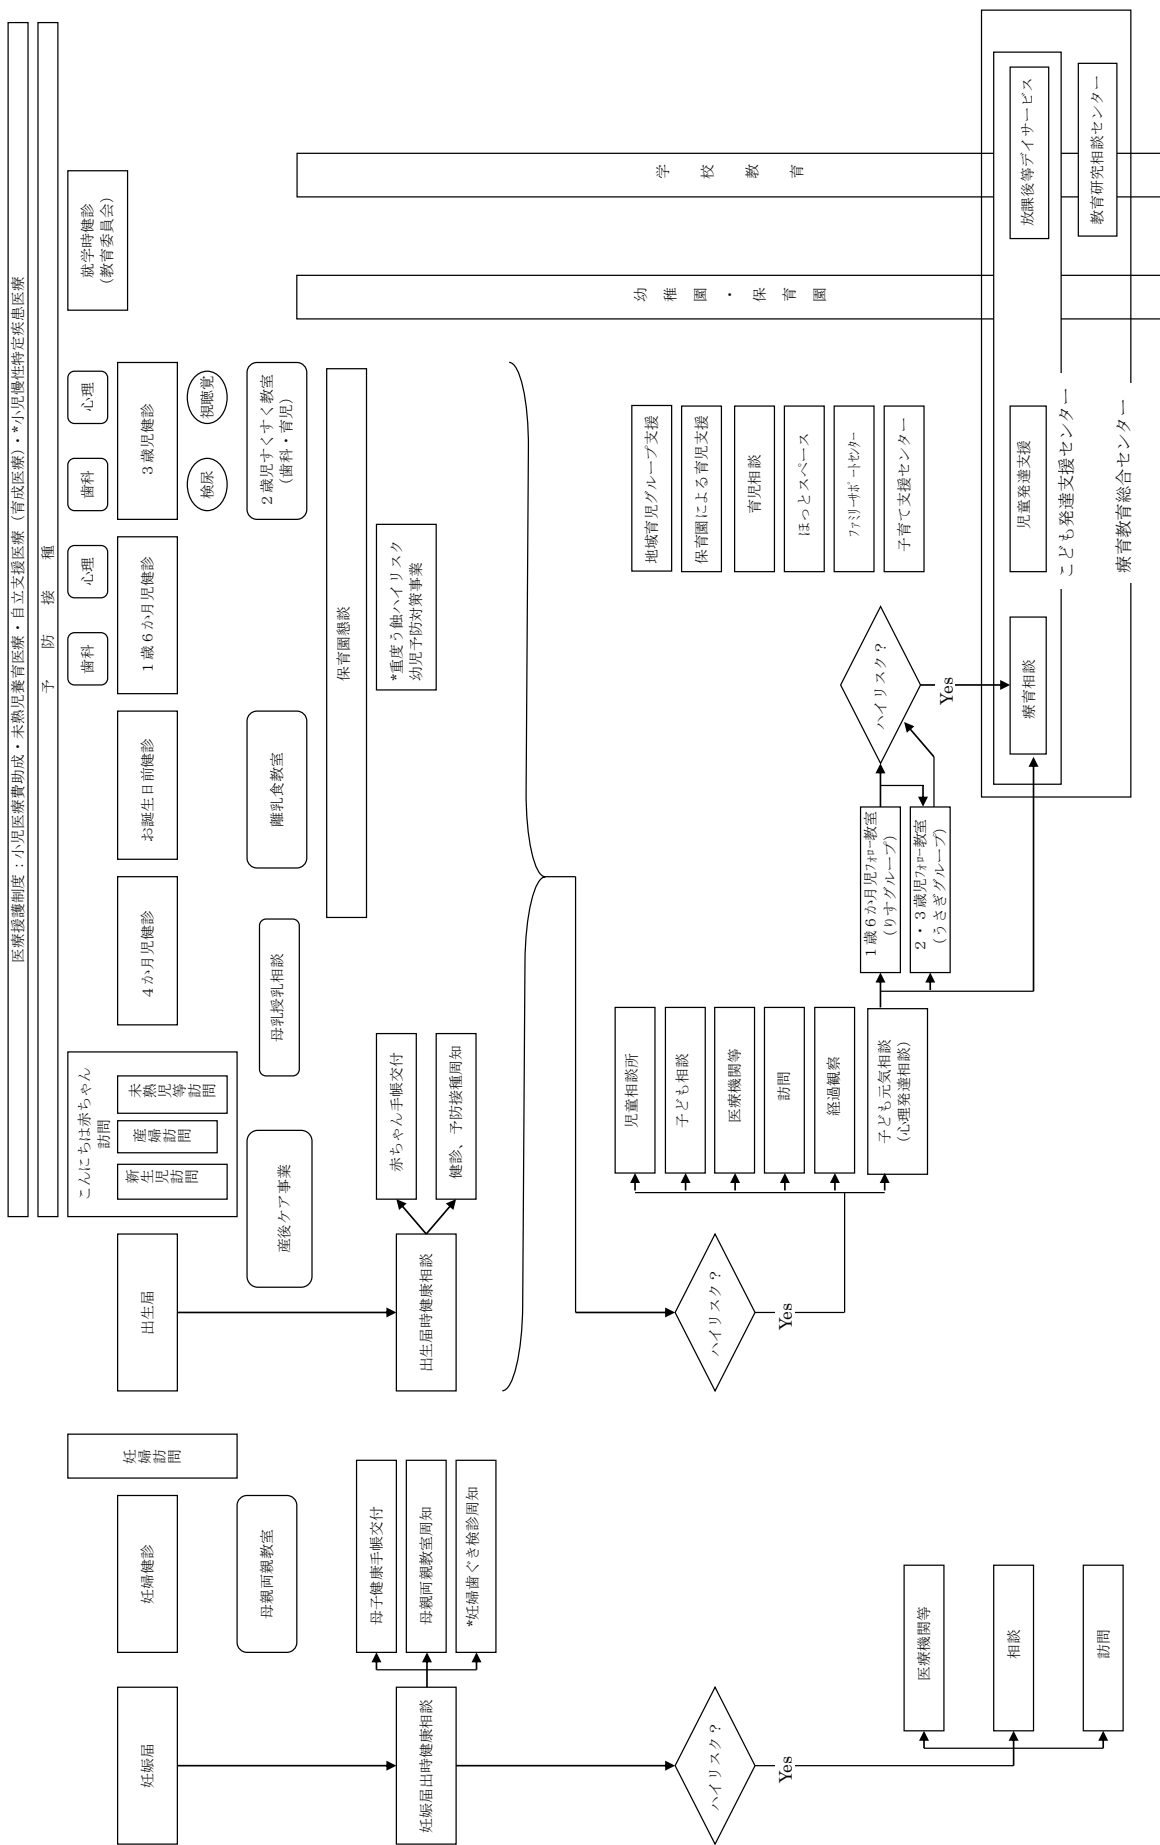 医療援護制度：小児医療費助成・未熟児養育医療・自立支援医療（育成医療）・*小児慢性特定疾患医療
予防接種
妊娠届
妊婦健診
妊婦訪問
母親両親教室
妊娠届出時健康相談
母子健康手帳交付
母親両親教室周知
*妊婦歯ぐき検診周知
ハイリスク？
Yes
医療機関等
相談
訪問
出生届
こんにちは赤ちゃん
訪問
新生児訪問
産婦訪問
未熟児等訪問
産後ケア事業
母乳授乳相談
出生届時健康相談
赤ちゃん手帳交付
健診、予防接種周知
4か月児健診
お誕生日前健診
離乳食教室
歯科
心理
1歳6か月児健診
歯科
心理
3歳児健診
検尿
視聴覚
2歳児すくすく教室
（歯科・育児）
保育園懇談
*重度う蝕ハイリスク
幼児予防対策事業
就学時健診
（教育委員会）
ハイリスク？
Yes
児童相談所
子ども相談
医療機関等
訪問
経過観察
子ども元気相談
（心理発達相談）
1歳6か月児フォロー教室
（りすグループ）
2・3歳児フォロー教室
（うさぎグループ）
ハイリスク？
Yes
療育相談
地域育児グループ支援
保育園による育児支援
育児相談
ほっとスペース
ファミリーサポートセンター
子育て支援センター
児童発達支援
こども発達支援センター
療育教育総合センター
幼稚園・保育園
学校教育
放課後等デイサービス
教育研究相談センター